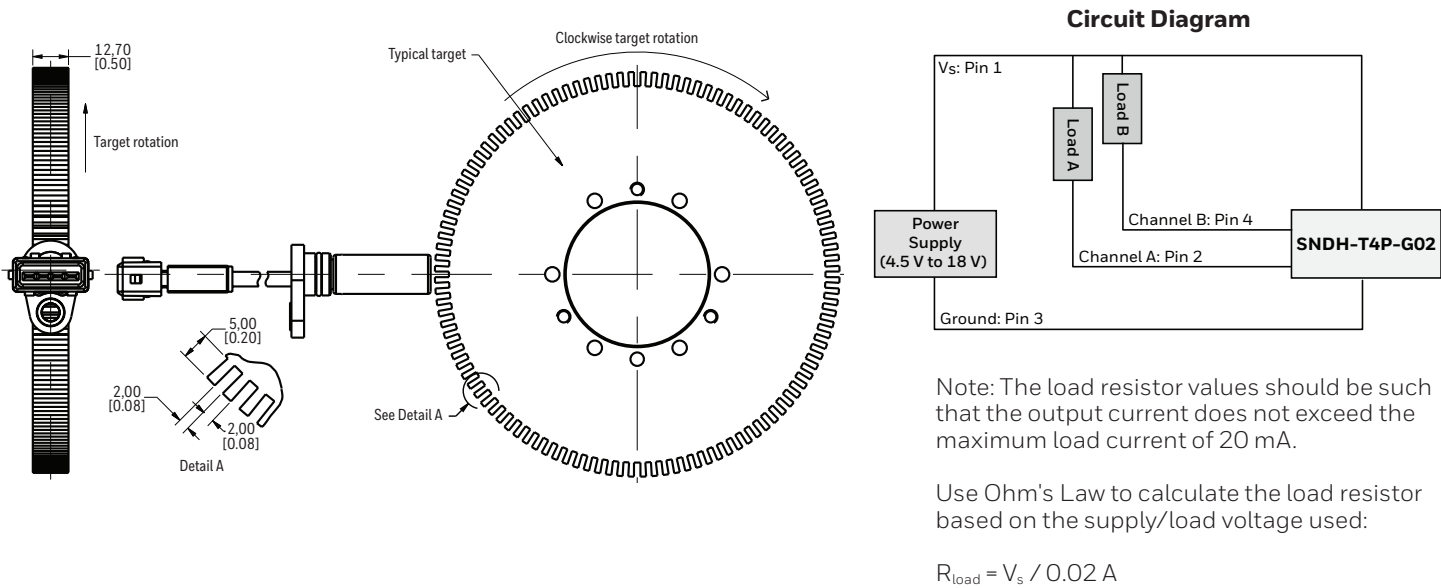 12,70
[0.50]
Target rotation
Typical target
Clockwise target rotation
5,00
[0.20]
2,00
[0.08]
2,00
[0.08]
Detail A
See Detail A
Circuit Diagram
Vs: Pin 1
Load B
Load A
Power
Supply
(4.5 V to 18 V)
Channel B: Pin 4
Channel A: Pin 2
SNDH-T4P-G02
Ground: Pin 3
Note: The load resistor values should be such
that the output current does not exceed the
maximum load current of 20 mA.
Use Ohm's Law to calculate the load resistor
based on the supply/load voltage used:
Rload = Vs / 0.02 A